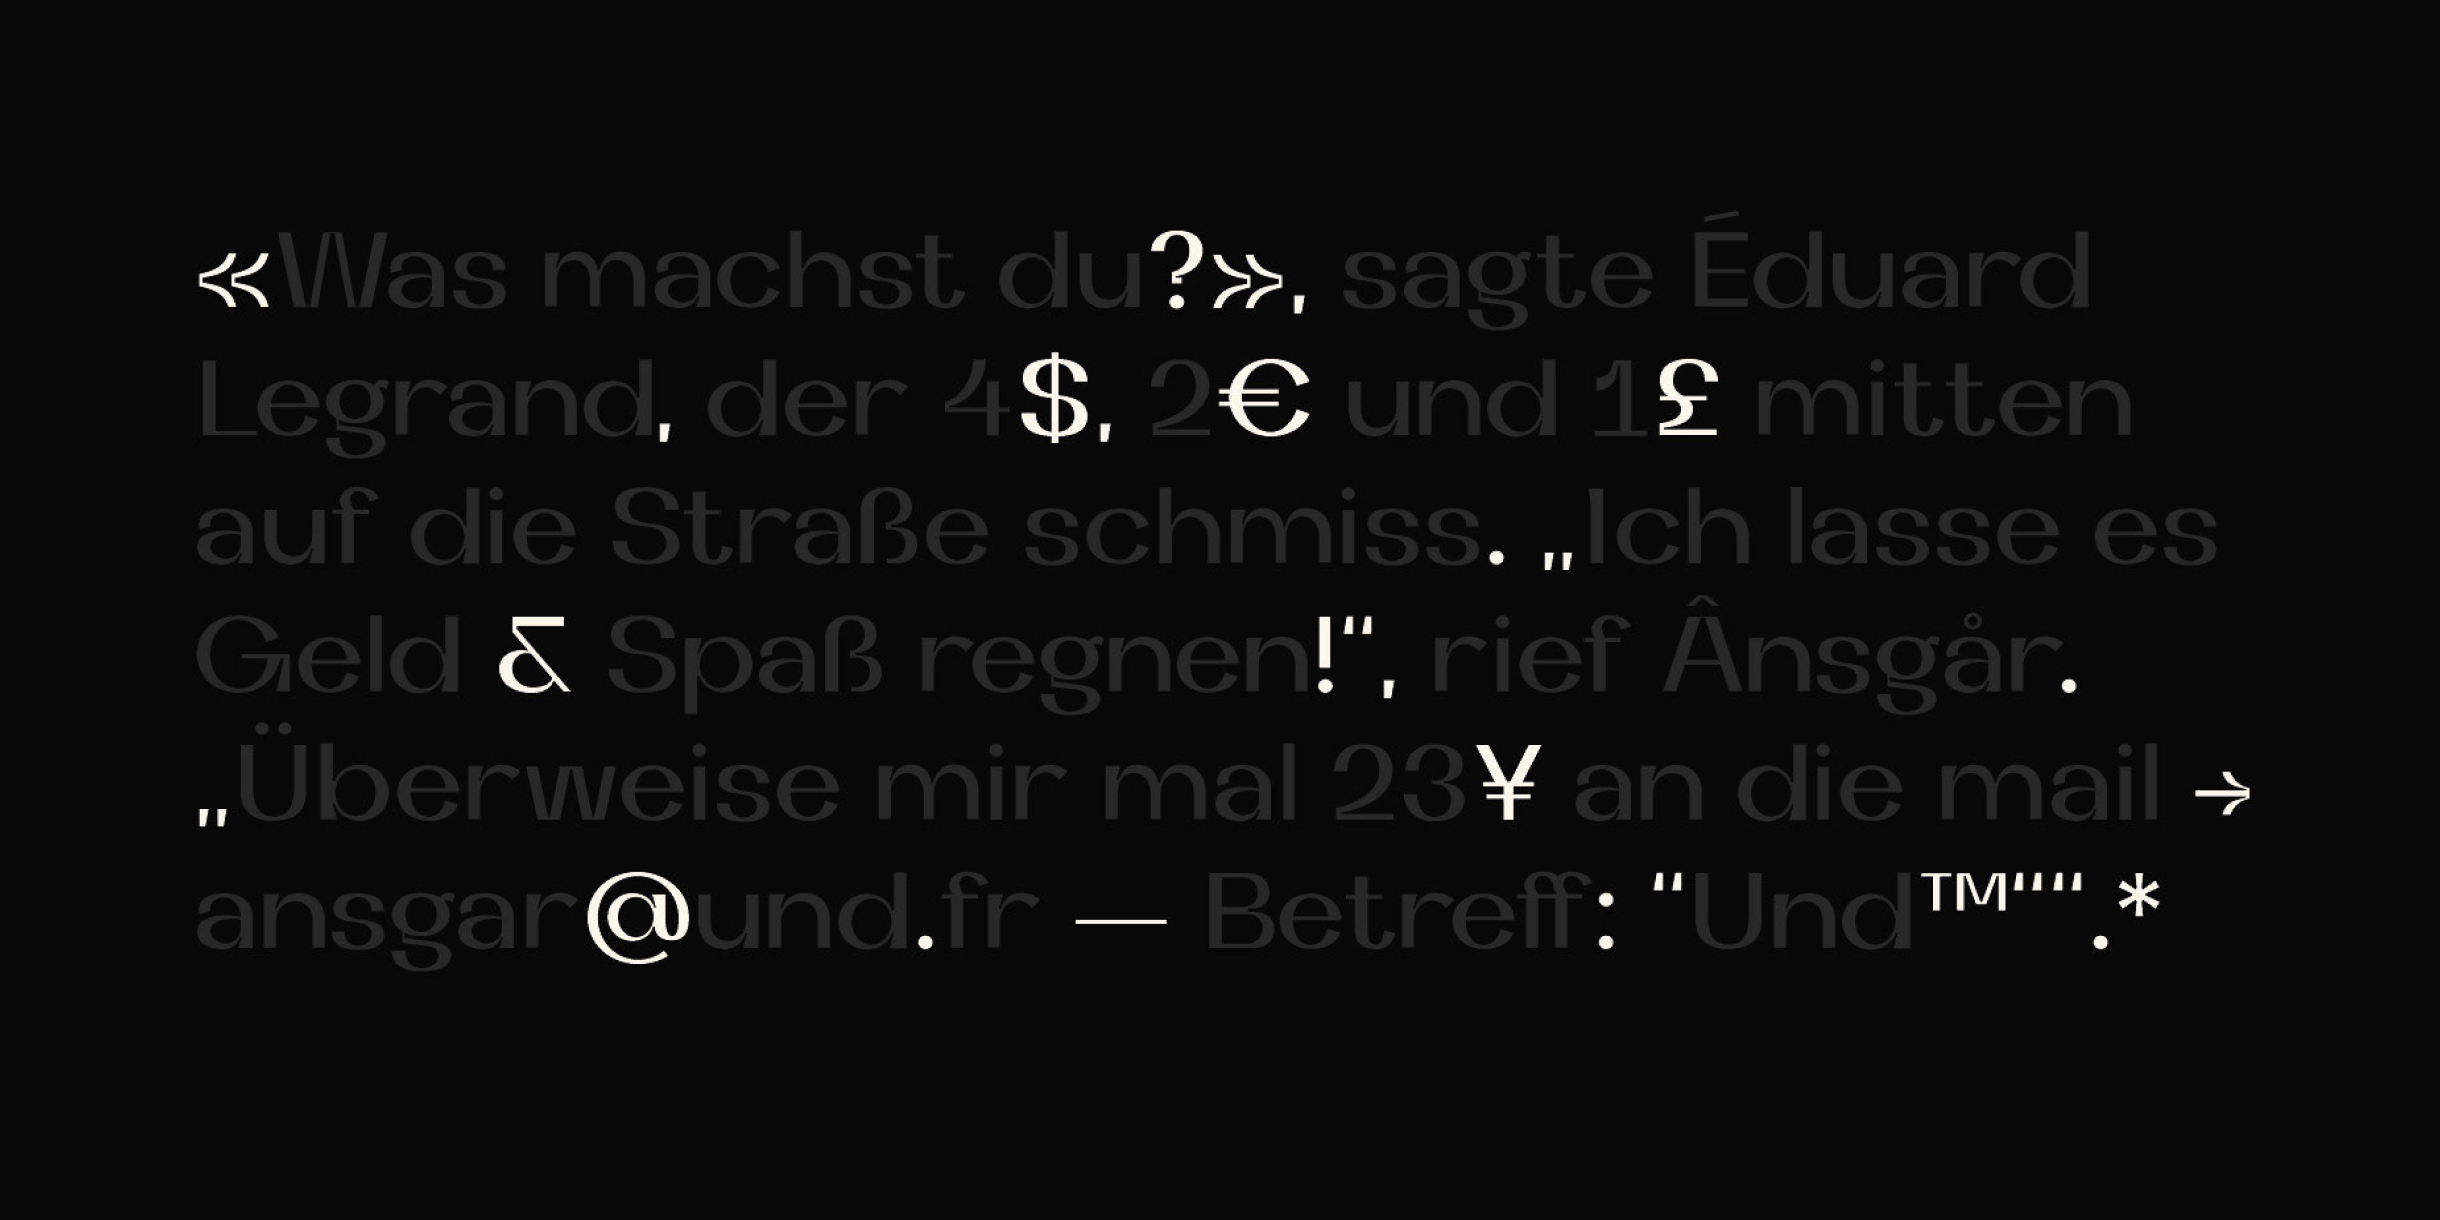 «Was machst du?», sagte Éduard
Legrand, der 4$, 2€ und 1£ mitten
auf die Straße schmiss. „Ich lasse es
Geld & Spaß regnen!“, rief Ânsgår.
„Überweise mir mal 23¥ an die mail →
ansgar@und.fr — Betreff: “Und™““.*